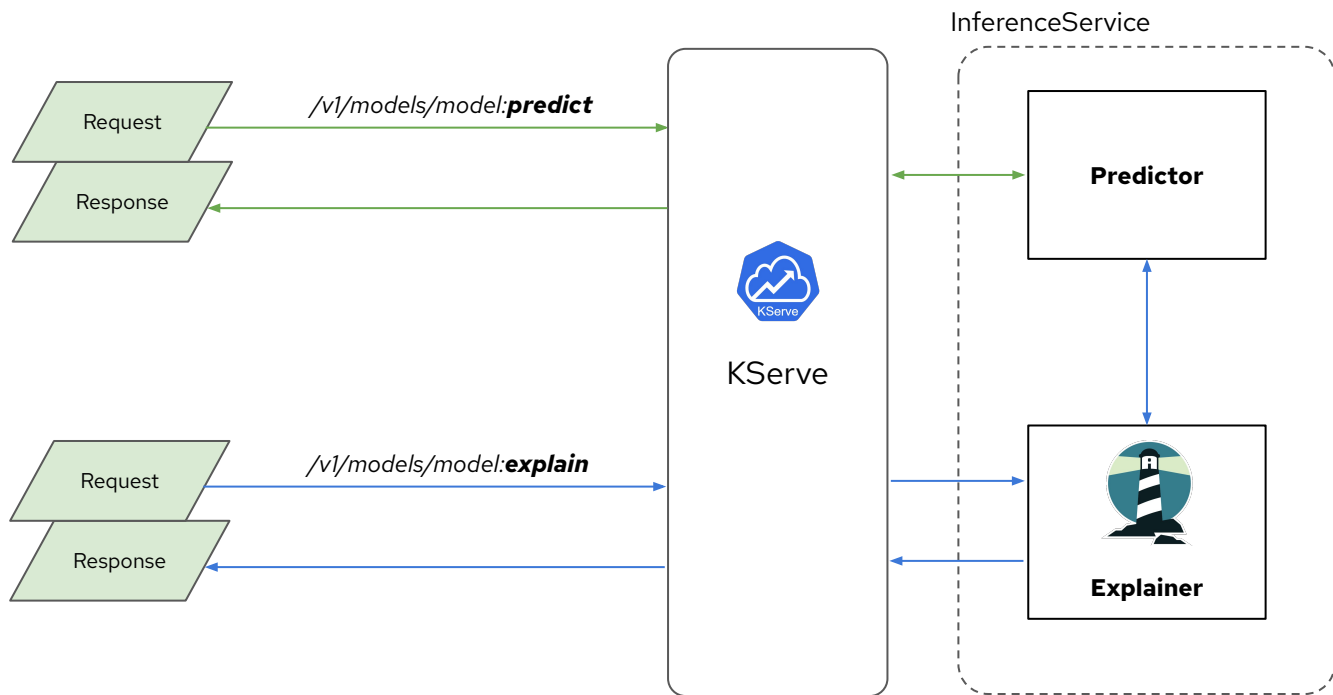 InferenceService
Request
/v1/models/model:predict
Response
Predictor
KServe
KServe
Request
/v1/models/model:explain
Response
Explainer